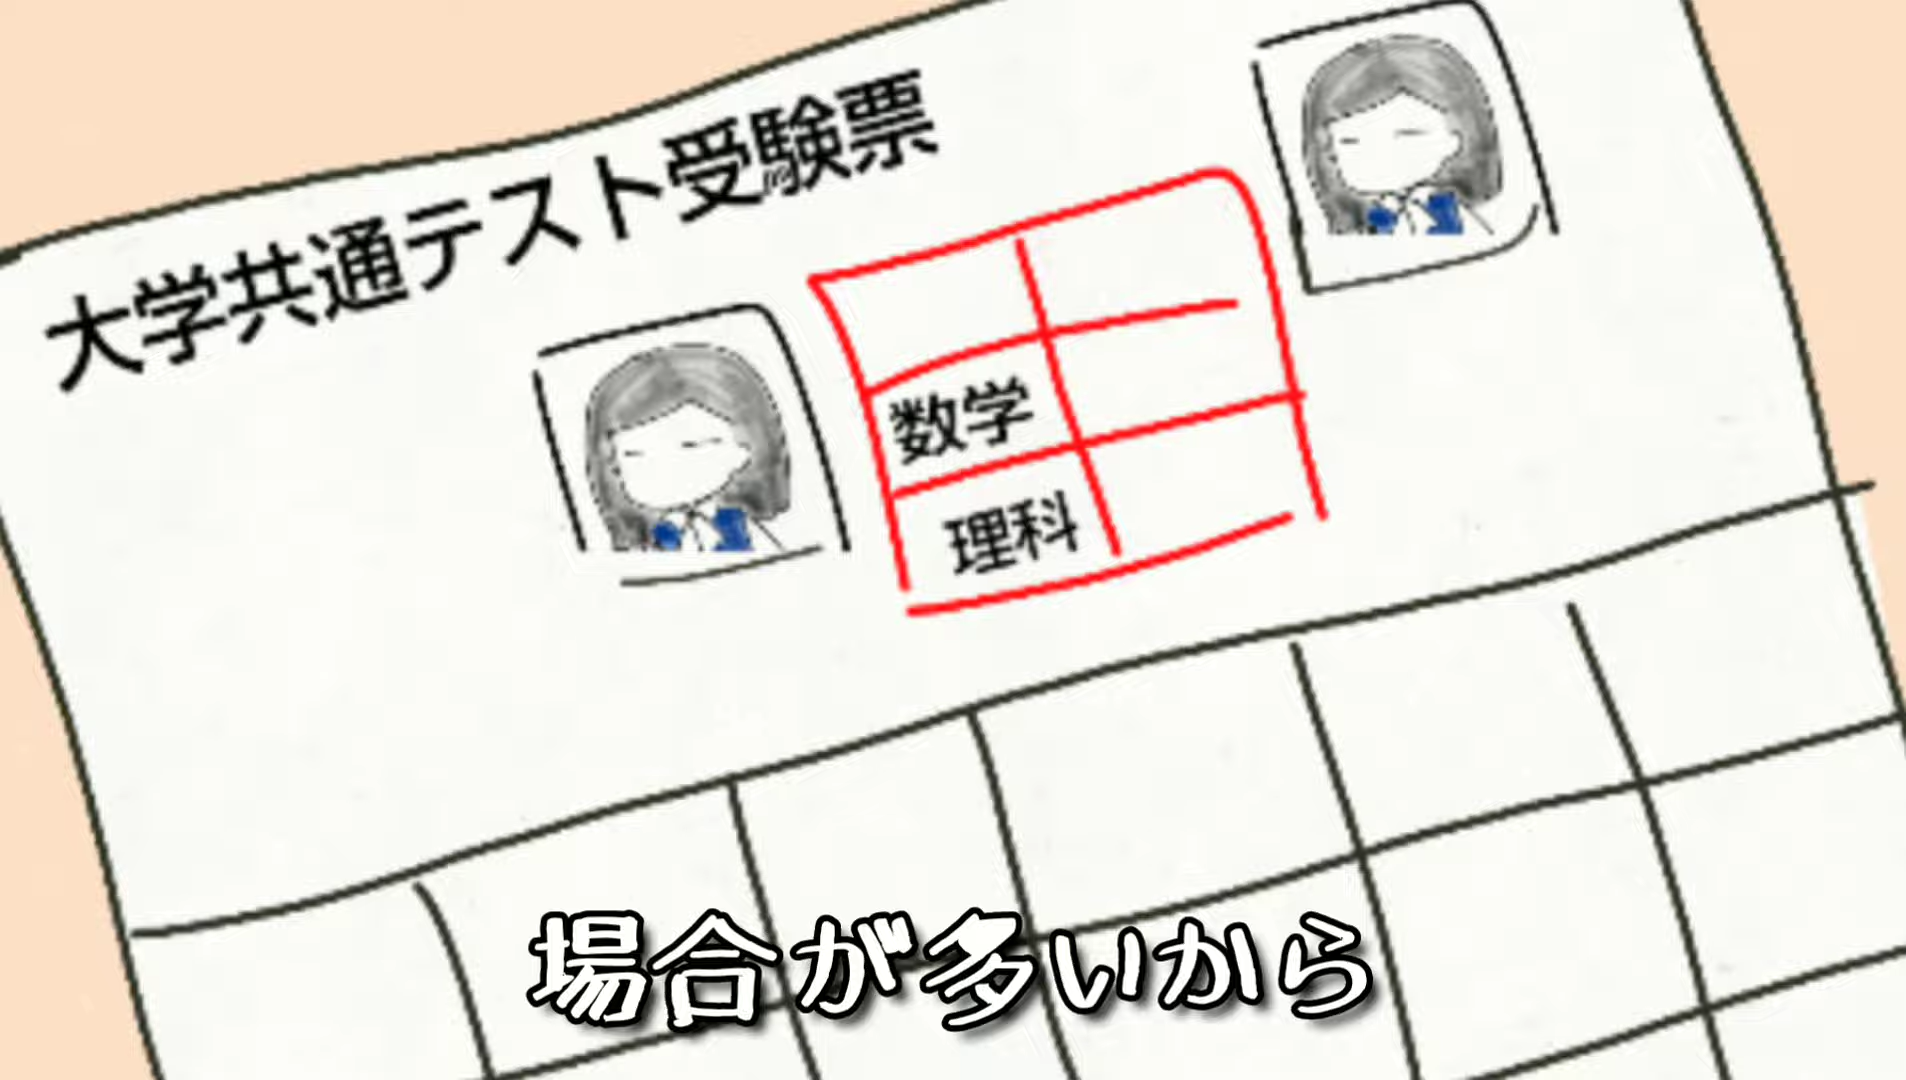 大学共通テスト受験票
数学
理科
場合が多いから